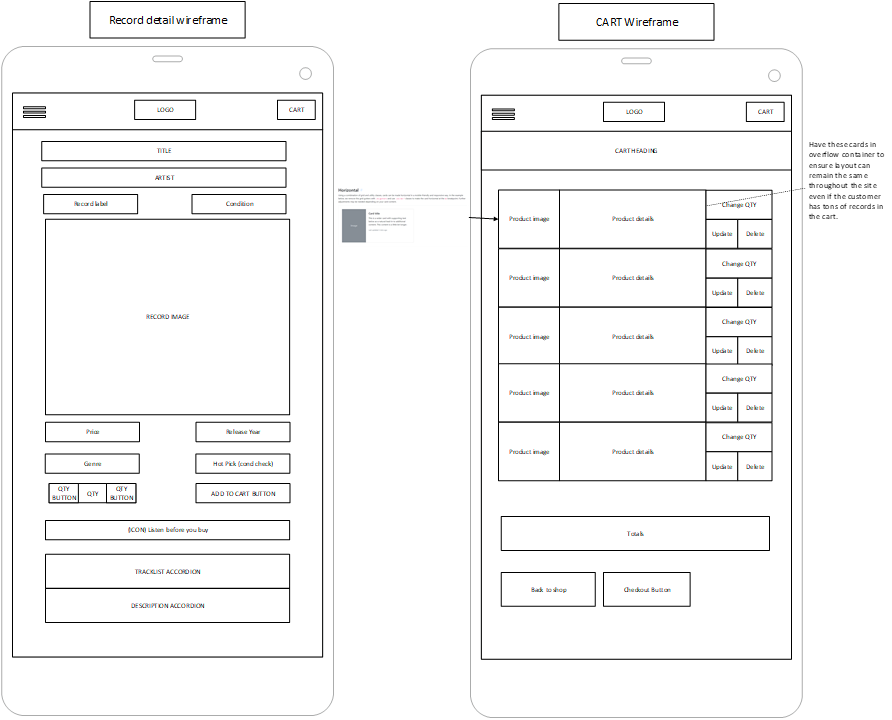 Record detail wireframe
LOGO
CART
TITLE
ARTIST
Record label
Condition
RECORD IMAGE
Price
Release Year
Genre
Hot Pick (cond check)
QTY
BUTTON
QTY
QTY
BUTTON
ADD TO CART BUTTON
(ICON) Listen before you buy
TRACKLIST ACCORDION
DESCRIPTION ACCORDION
Horizontal
CART Wireframe
LOGO
CART
CART HEADING
Product image
Product details
Change QTY
Update
Delete
Product image
Product details
Change QTY
Update
Delete
Product image
Product details
Change QTY
Update
Delete
Product image
Product details
Change QTY
Update
Delete
Product image
Product details
Change QTY
Update
Delete
Totals
Back to shop
Checkout Button
Have these cards in
overflow container to
ensure layout can
remain the same
throughout the site
even if the customer
has tons of records in
the cart.